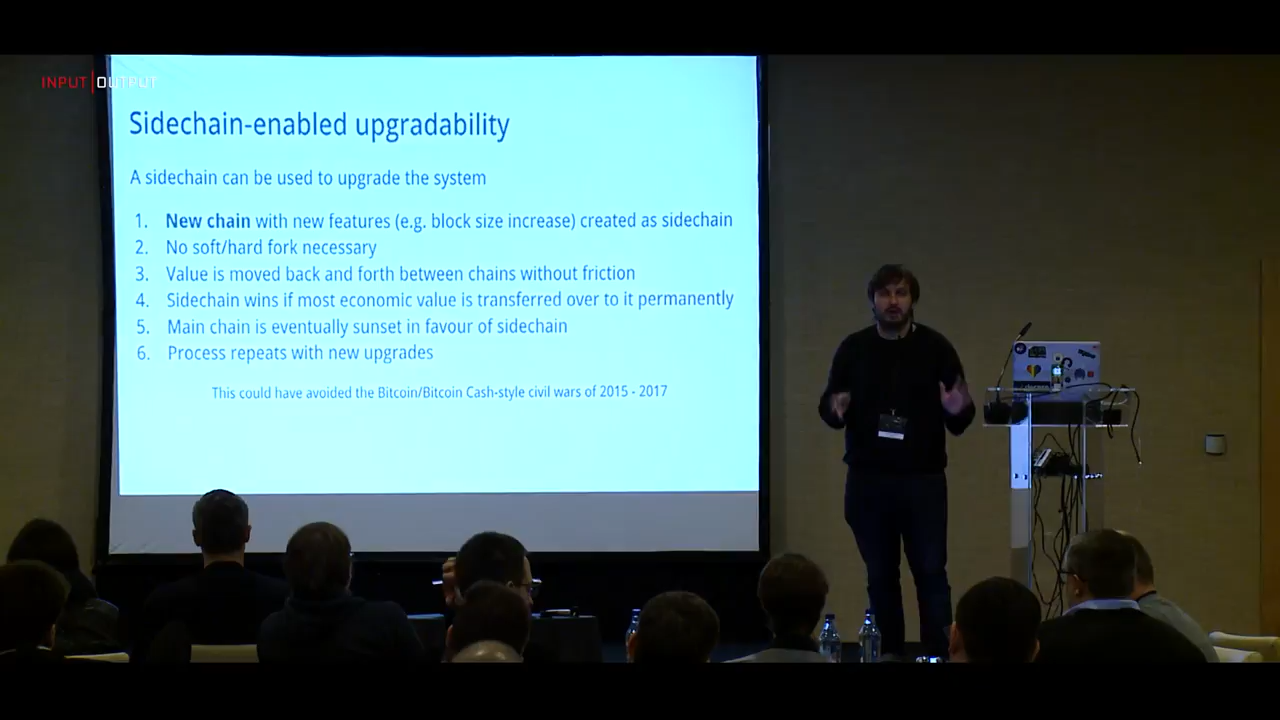 INPUT|OUTPUT
Sidechain-enabled upgradability
A sidechain can be used to upgrade the system
1. New chain with new features (e.g. block size increase) created as sidechain
2. No soft/hard fork necessary
3. Value is moved back and forth between chains without friction
4. Sidechain wins if most economic value is transferred over to it permanently
5. Main chain is eventually sunset in favour of sidechain
6. Process repeats with new upgrades
This could have avoided the Bitcoin/Bitcoin Cash-style civil wars of 2015 - 2017